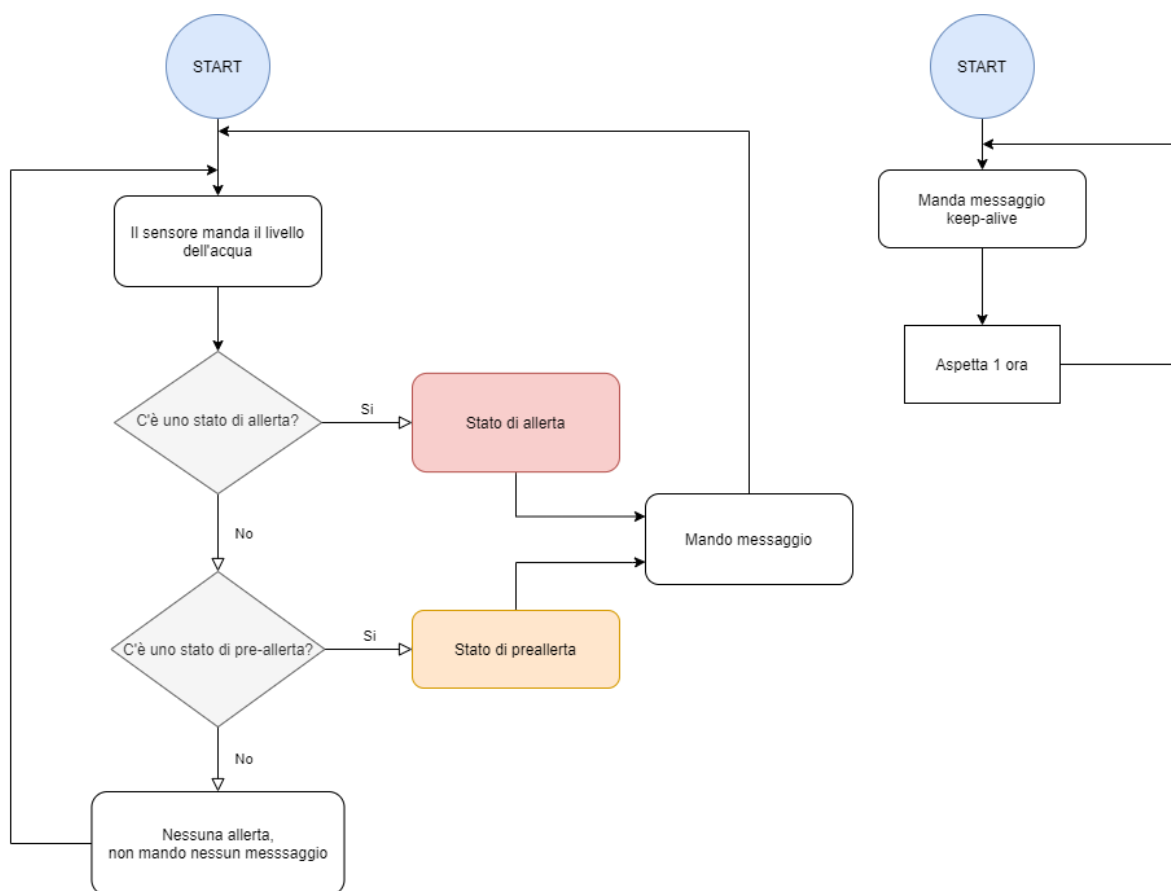 START
Il sensore manda il livello
dell'acqua
C'è uno stato di allerta?
Si
Stato di allerta
No
Mando messaggio
C'è uno stato di pre-allerta?
Si
Stato di preallerta
No
Nessuna allerta,
non mando nessun messsaggio
START
Manda messaggio
keep-alive
Aspetta 1 ora